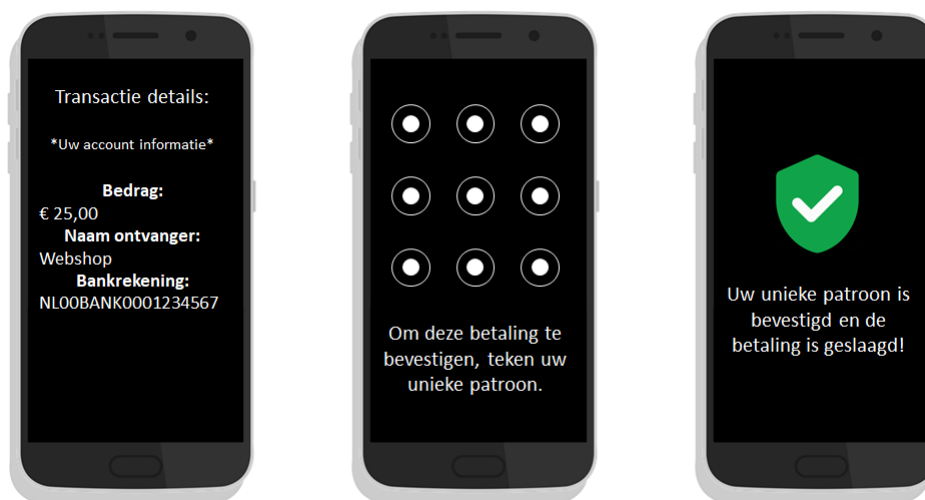 Transactie details:
*Uw account informatie*
Bedrag:
€ 25,00
Naam ontvanger:
Webshop
Bankrekening:
NL00BANK0001234567
Om deze betaling te
bevestigen, teken uw
unieke patroon.
Uw unieke patroon is
bevestigd en de
betaling is geslaagd!